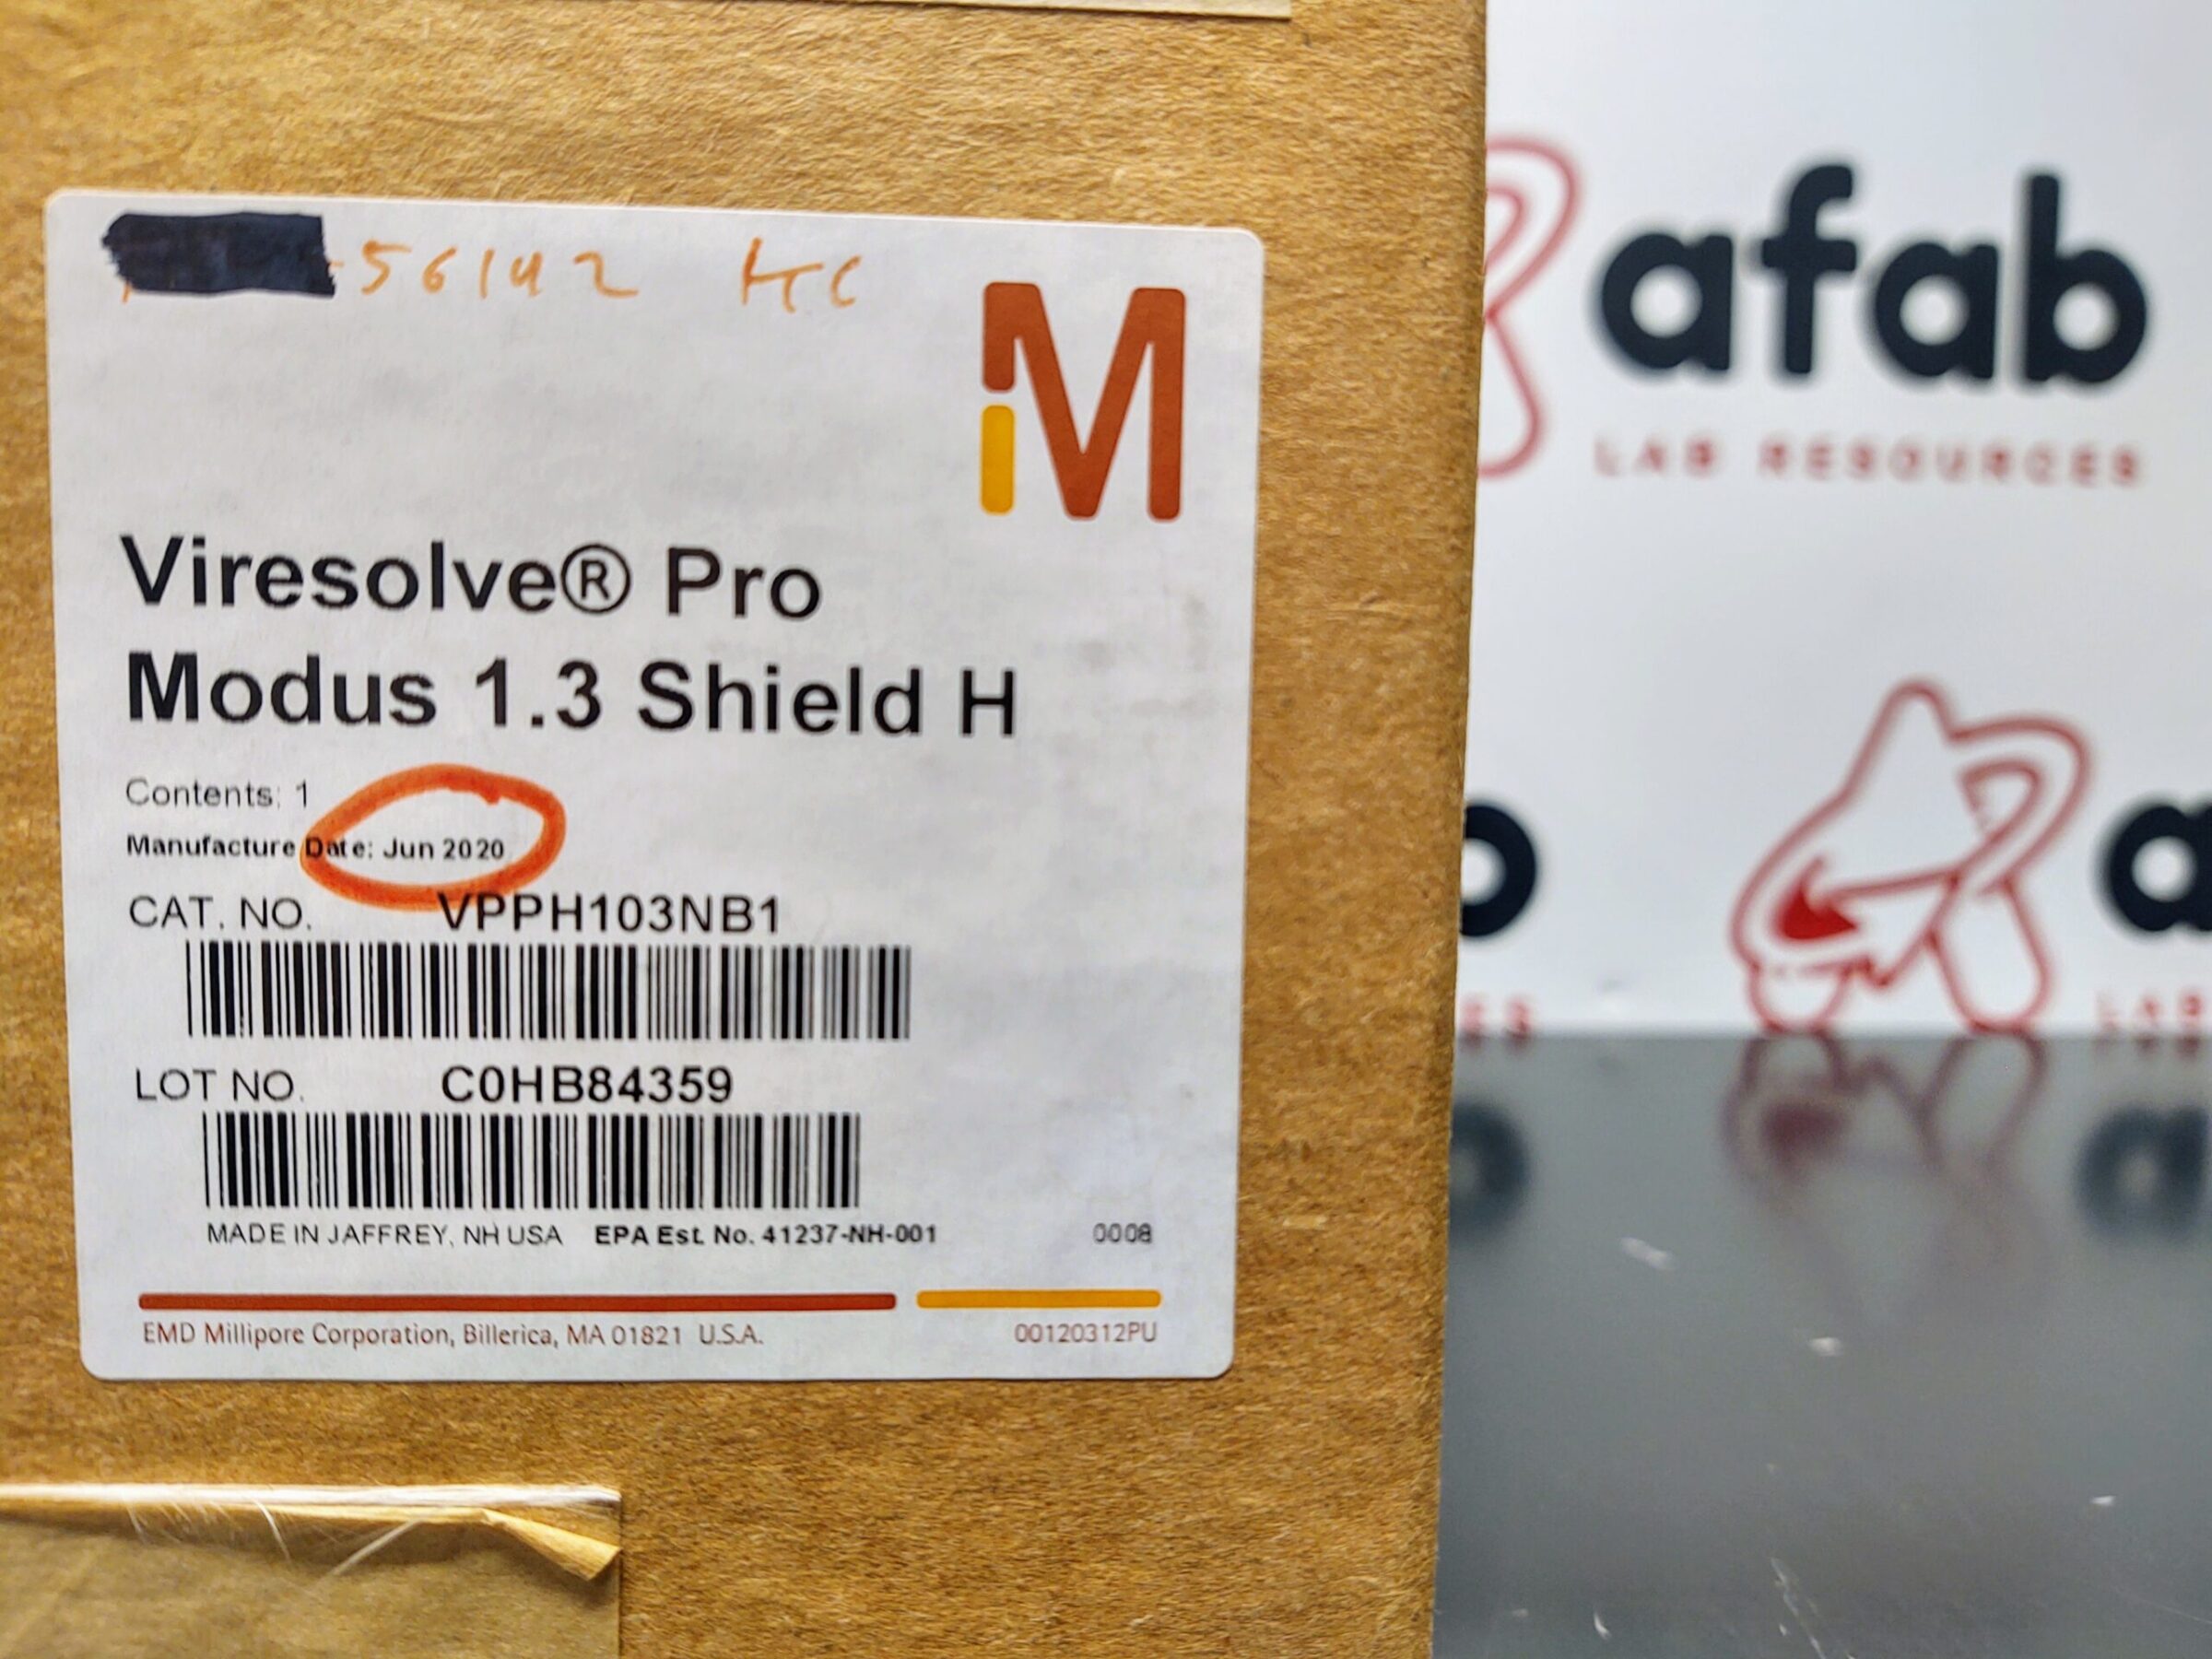 -56142 HC
M
Viresolve® Pro
Modus 1.3 Shield H
Contents: 1
Manufacture Date: Jun 2020
CAT. NO. VPPH103NB1
LOT NO. C0HB84359
MADE IN JAFFREY, NH USA EPA Est. No. 41237-NH-001 0008
EMD Millipore Corporation, Billerica, MA 01821 U.S.A. 00120312PU
afab
LAB RESOURCES